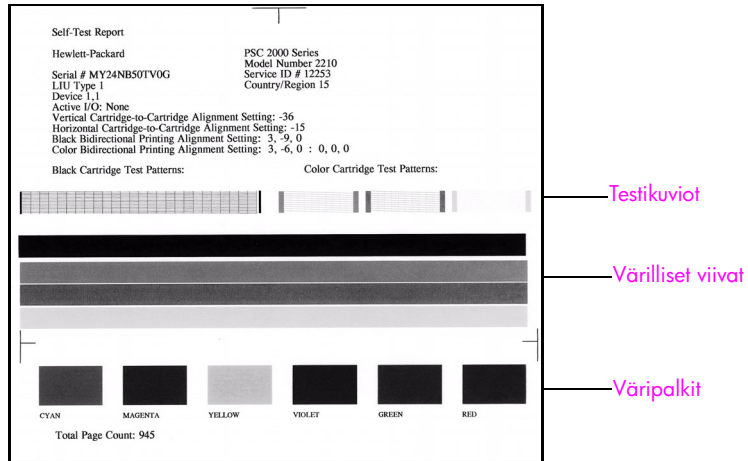 Self-Test Report
Hewlett-Packard
PSC 2000 Series
Model Number 2210
Serial # MY24NB50TV0G
Service ID # 12253
LIU Type 1
Country/Region 15
Device 1,1
Active I/O: None
Vertical Cartridge-to-Cartridge Alignment Setting: -36
Horizontal Cartridge-to-Cartridge Alignment Setting: -15
Black Bidirectional Printing Alignment Setting: 3, -9, 0
Color Bidirectional Printing Alignment Setting: 3, -6, 0 : 0, 0, 0
Black Cartridge Test Patterns:
Color Cartridge Test Patterns:
Testikuviot
Värilliset viivat
Väripalkit
CYAN
MAGENTA
YELLOW
VIOLET
GREEN
RED
Total Page Count: 945